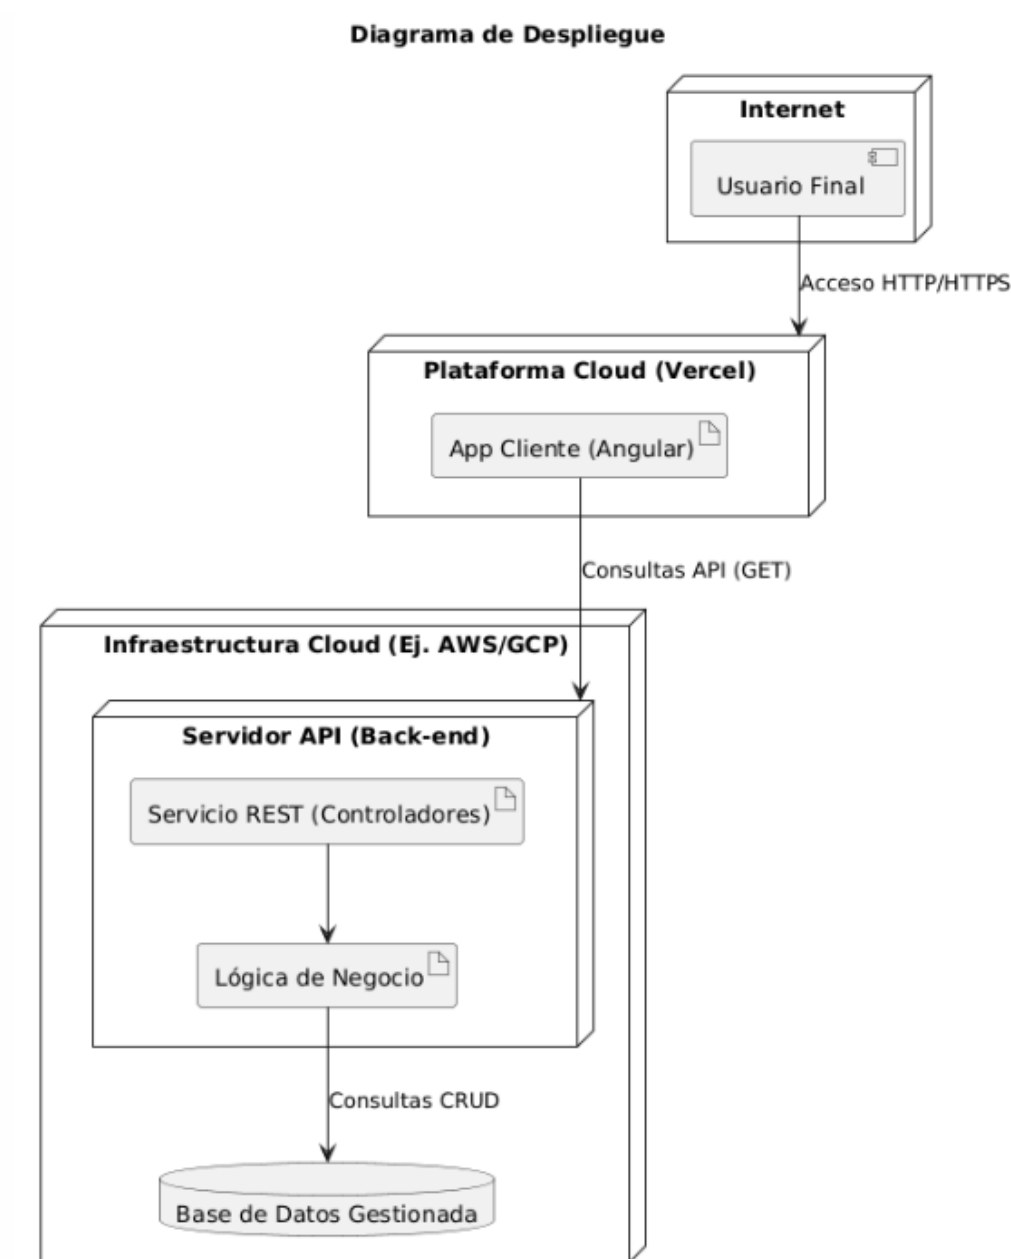 Diagrama de Despliegue
Internet
Usuario Final
Acceso HTTP/HTTPS
Plataforma Cloud (Vercel)
App Cliente (Angular)
Consultas API (GET)
Infraestructura Cloud (Ej. AWS/GCP)
Servidor API (Back-end)
Servicio REST (Controladores)
Lógica de Negocio
Consultas CRUD
Base de Datos Gestionada